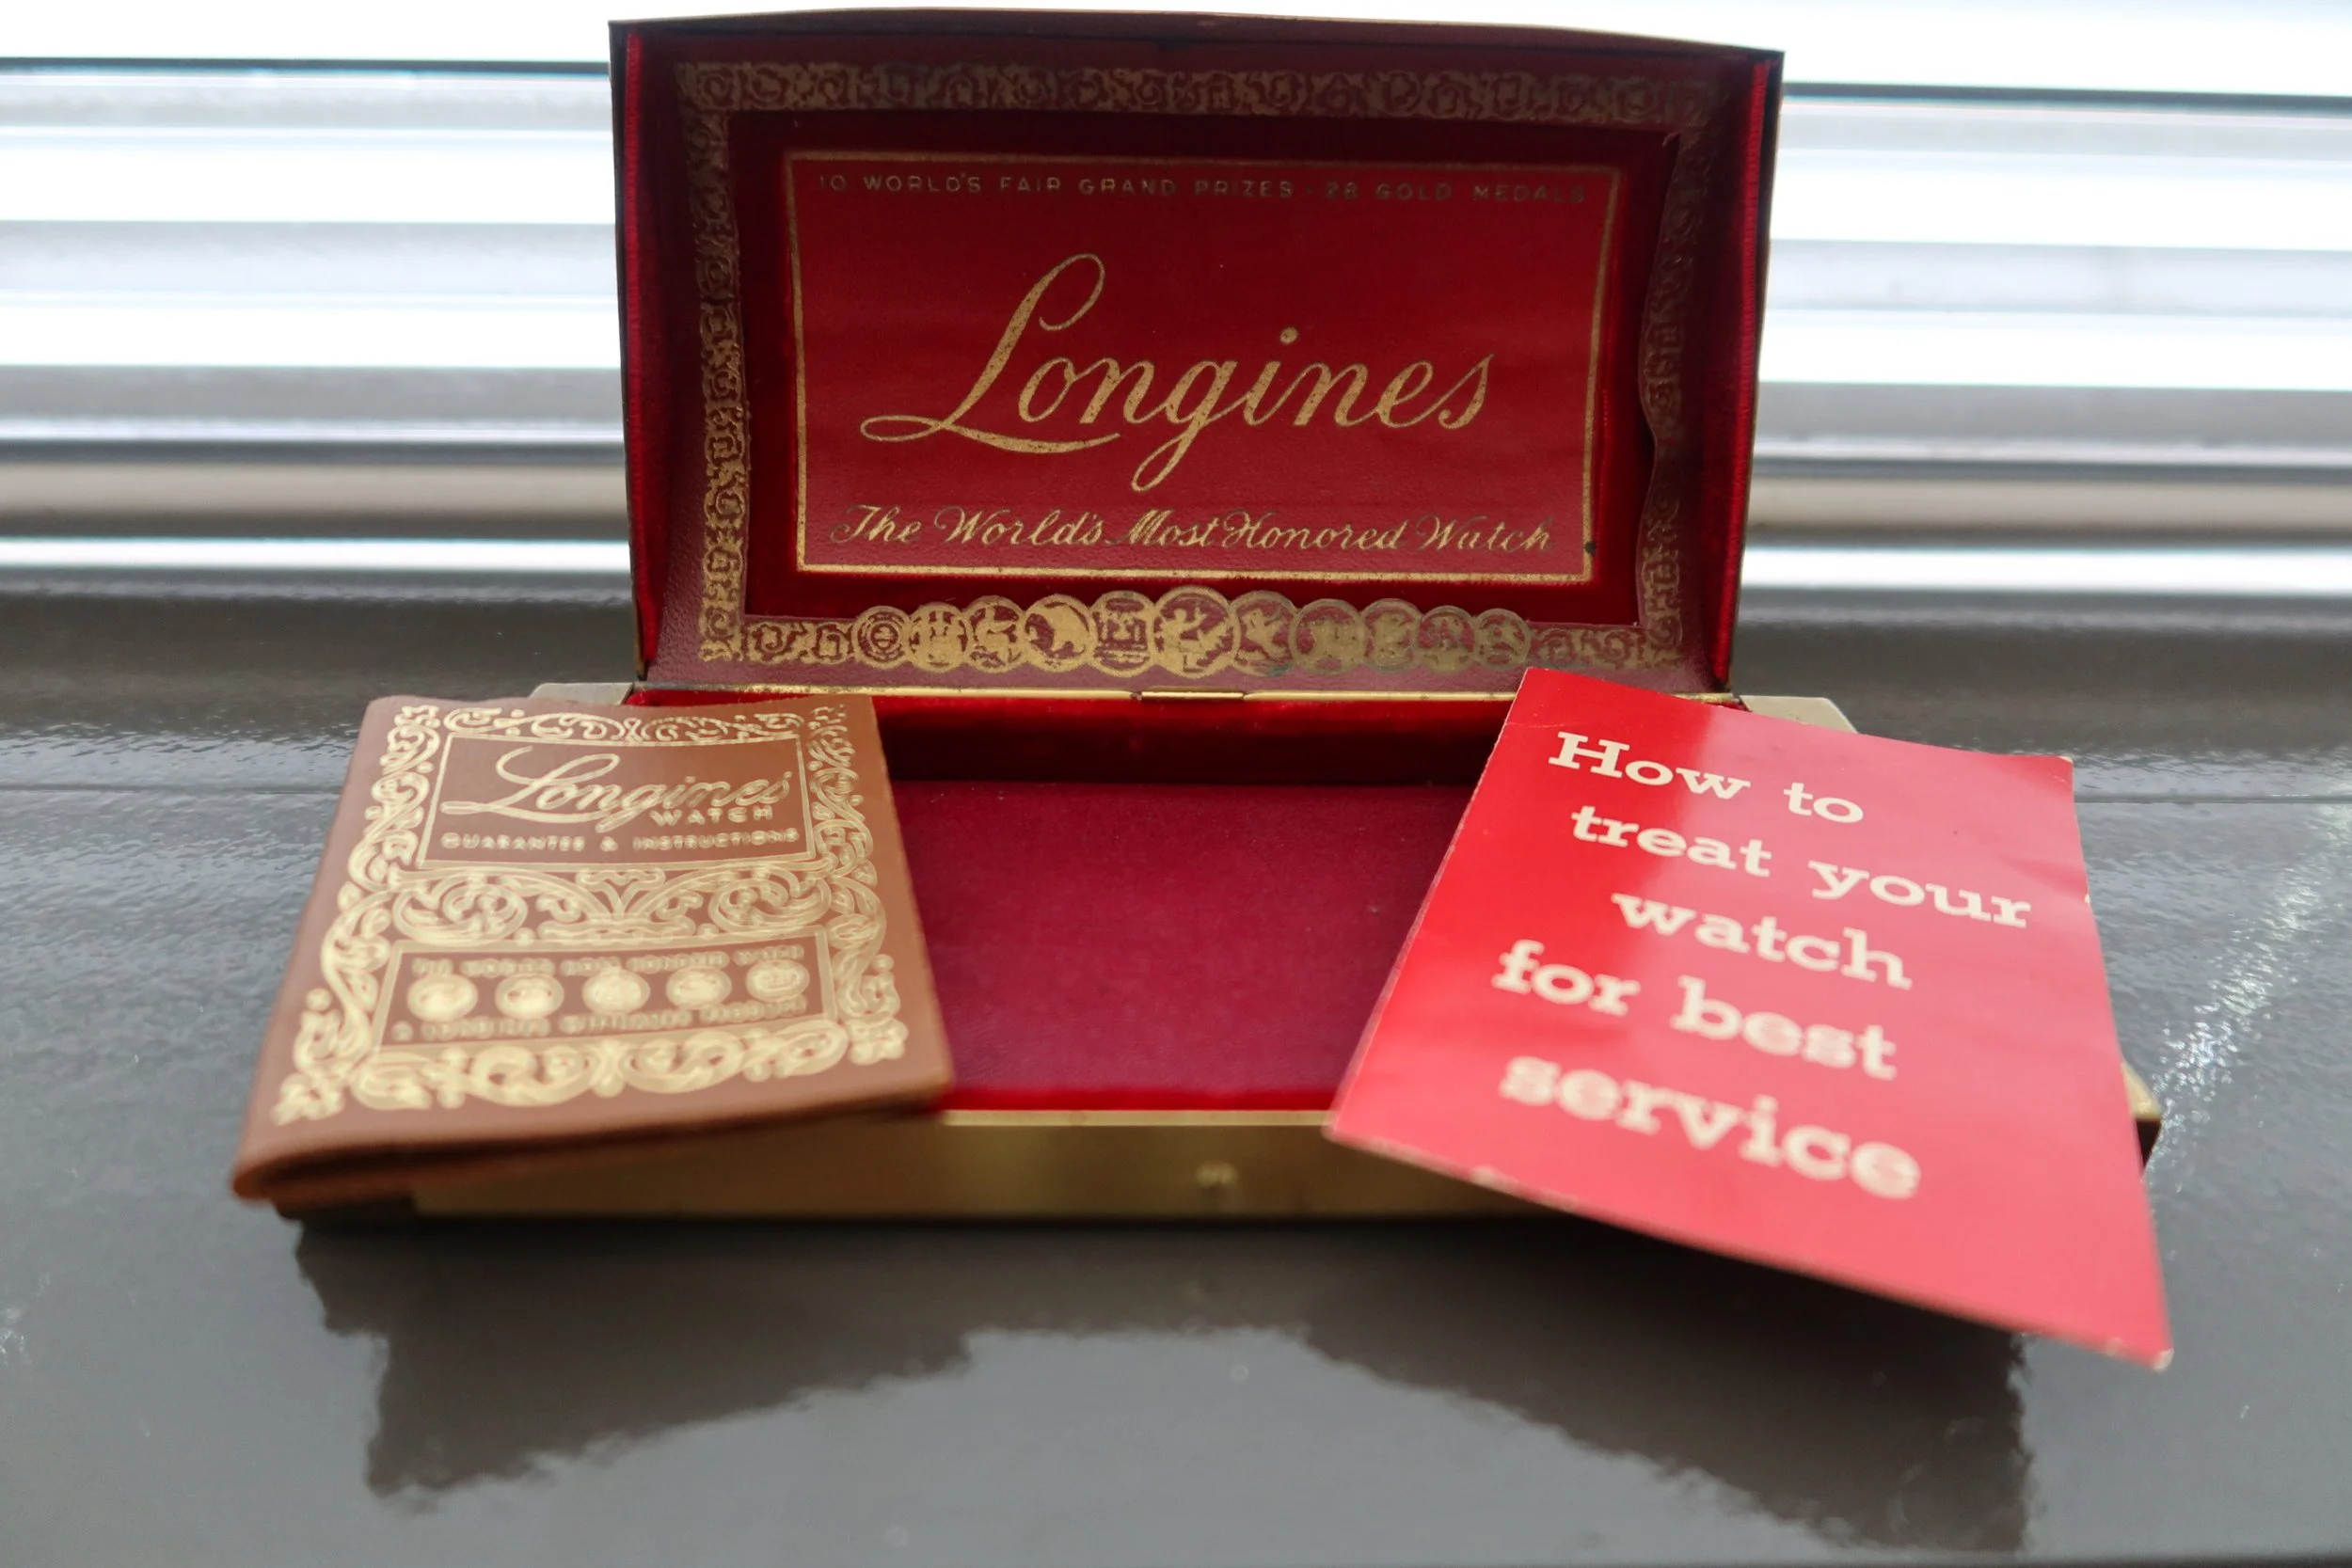 10 WORLD'S FAIR GRAND PRIZES · 28 GOLD MEDALS
Longines
The World's Most Honored Watch
Longines
WATCH
GUARANTEE & INSTRUCTIONS
How to
treat your
watch
for best
service